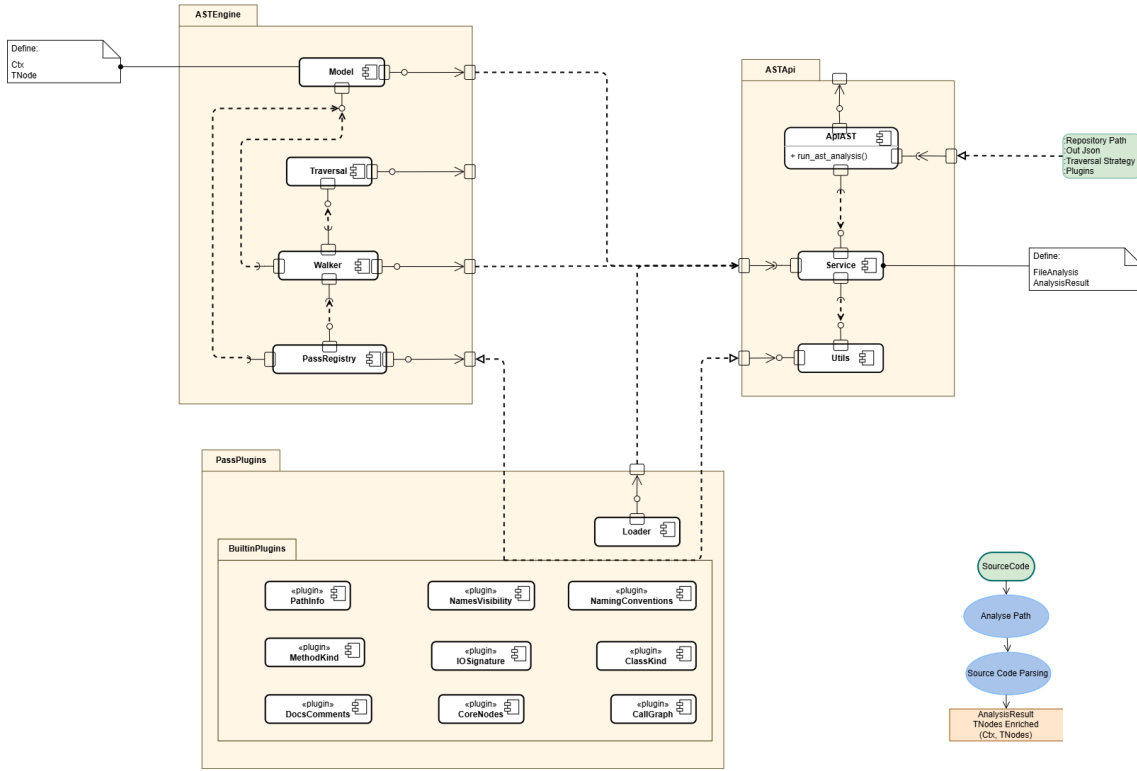 ASTEngine
Define:
Ctx
TNode
Model
Traversal
Walker
PassRegistry
ASTApi
ApiAST
+ run_ast_analysis()
:Repository Path
:Out Json
:Traversal Strategy
:Plugins
Service
Define:
FileAnalysis
AnalysisResult
Utils
PassPlugins
Loader
BuiltinPlugins
«plugin»
PathInfo
«plugin»
NamesVisibility
«plugin»
NamingConventions
«plugin»
MethodKind
«plugin»
IOSignature
«plugin»
ClassKind
«plugin»
DocsComments
«plugin»
CoreNodes
«plugin»
CallGraph
SourceCode
Analyse Path
Source Code Parsing
AnalysisResult
TNodes Enriched
(Ctx, TNodes)